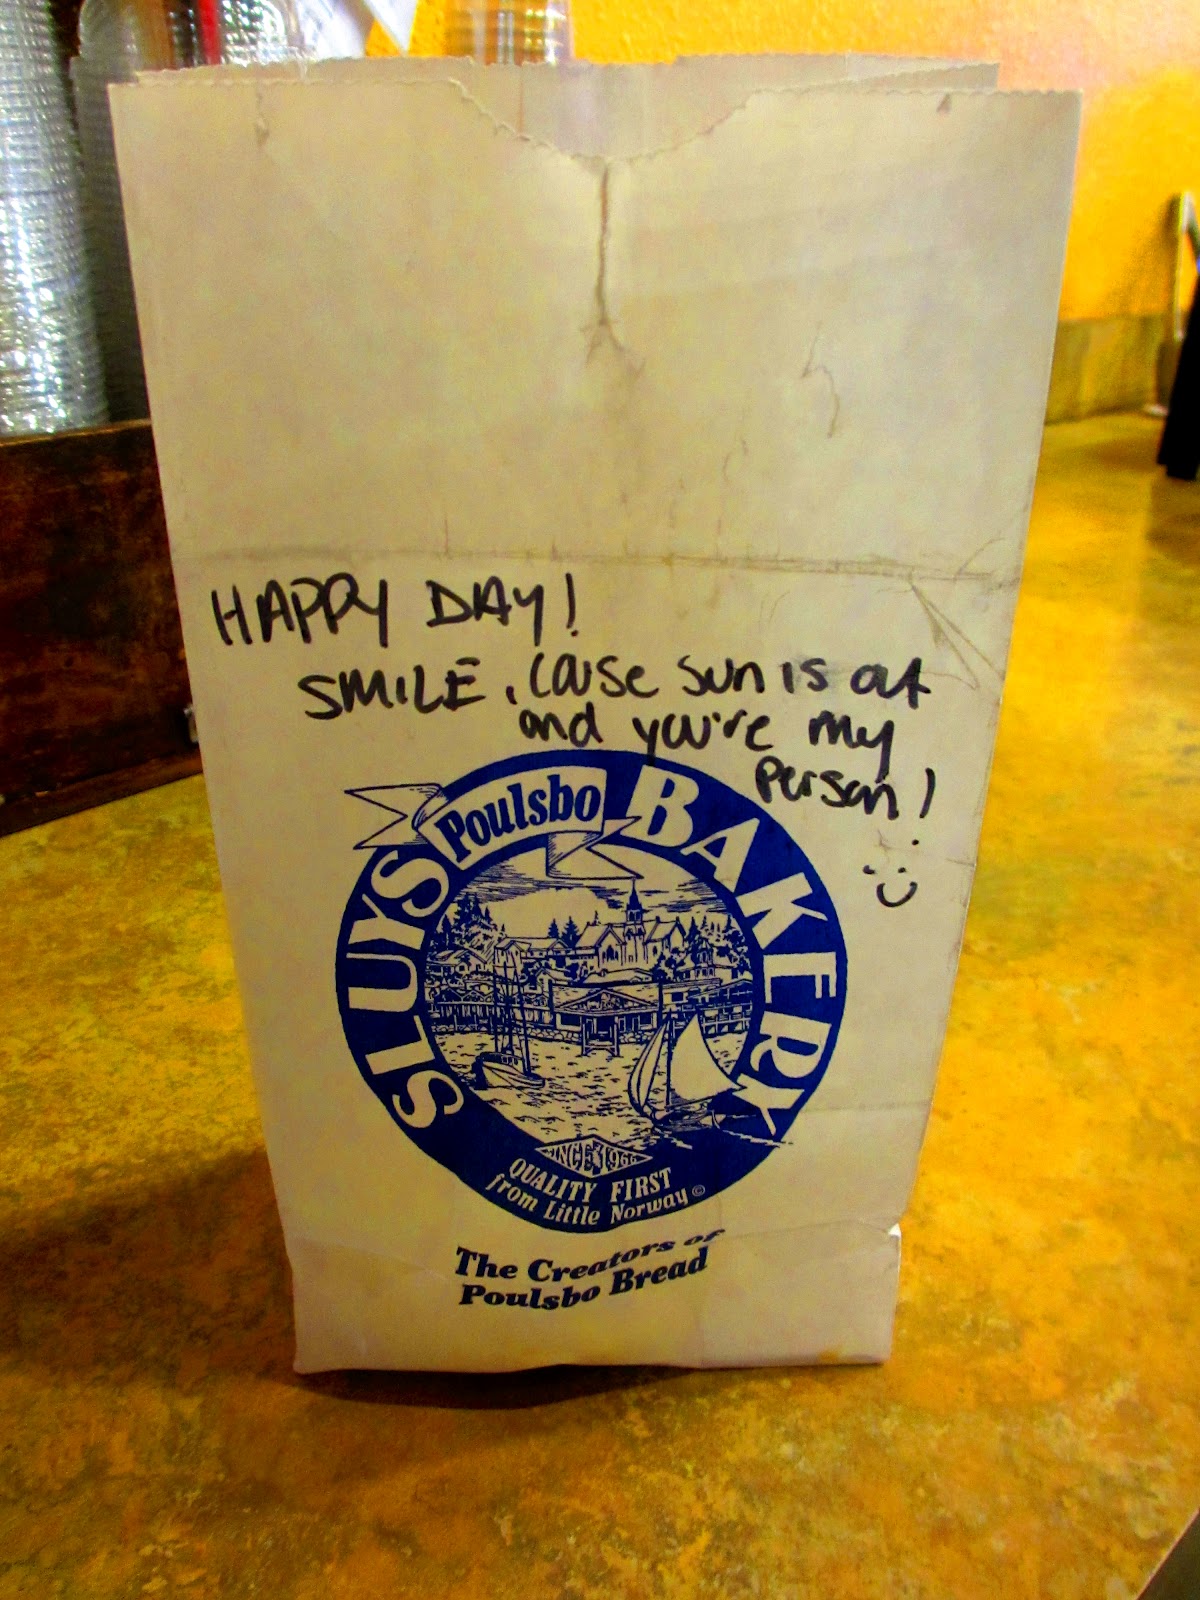 HAPPY DAY!
SMILE, cause sun is out
and you're my
person!
Poulsbo
SLUYS BAKERY
SINCE 1966
QUALITY FIRST
from Little Norway ©
The Creators of
Poulsbo Bread